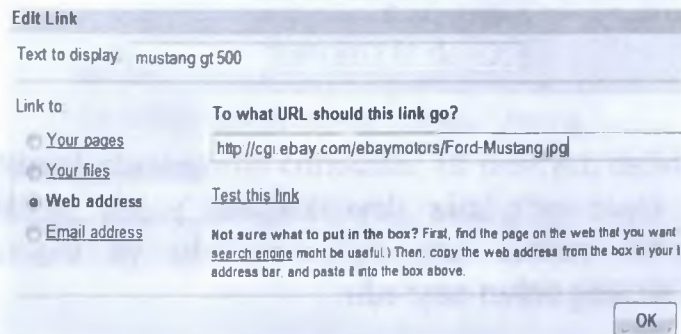 Edit Link
Text to display mustang gt 500
Link to:
To what URL should this link go?
Your pages
http://cgi.ebay.com/ebaymotors/Ford-Mustang.jpg
Your files
Web address
Test this link
Email address
Not sure what to put in the box? First, find the page on the web that you want
search engine might be useful.) Then, copy the web address from the box in your
address bar, and paste it into the box above.
OK